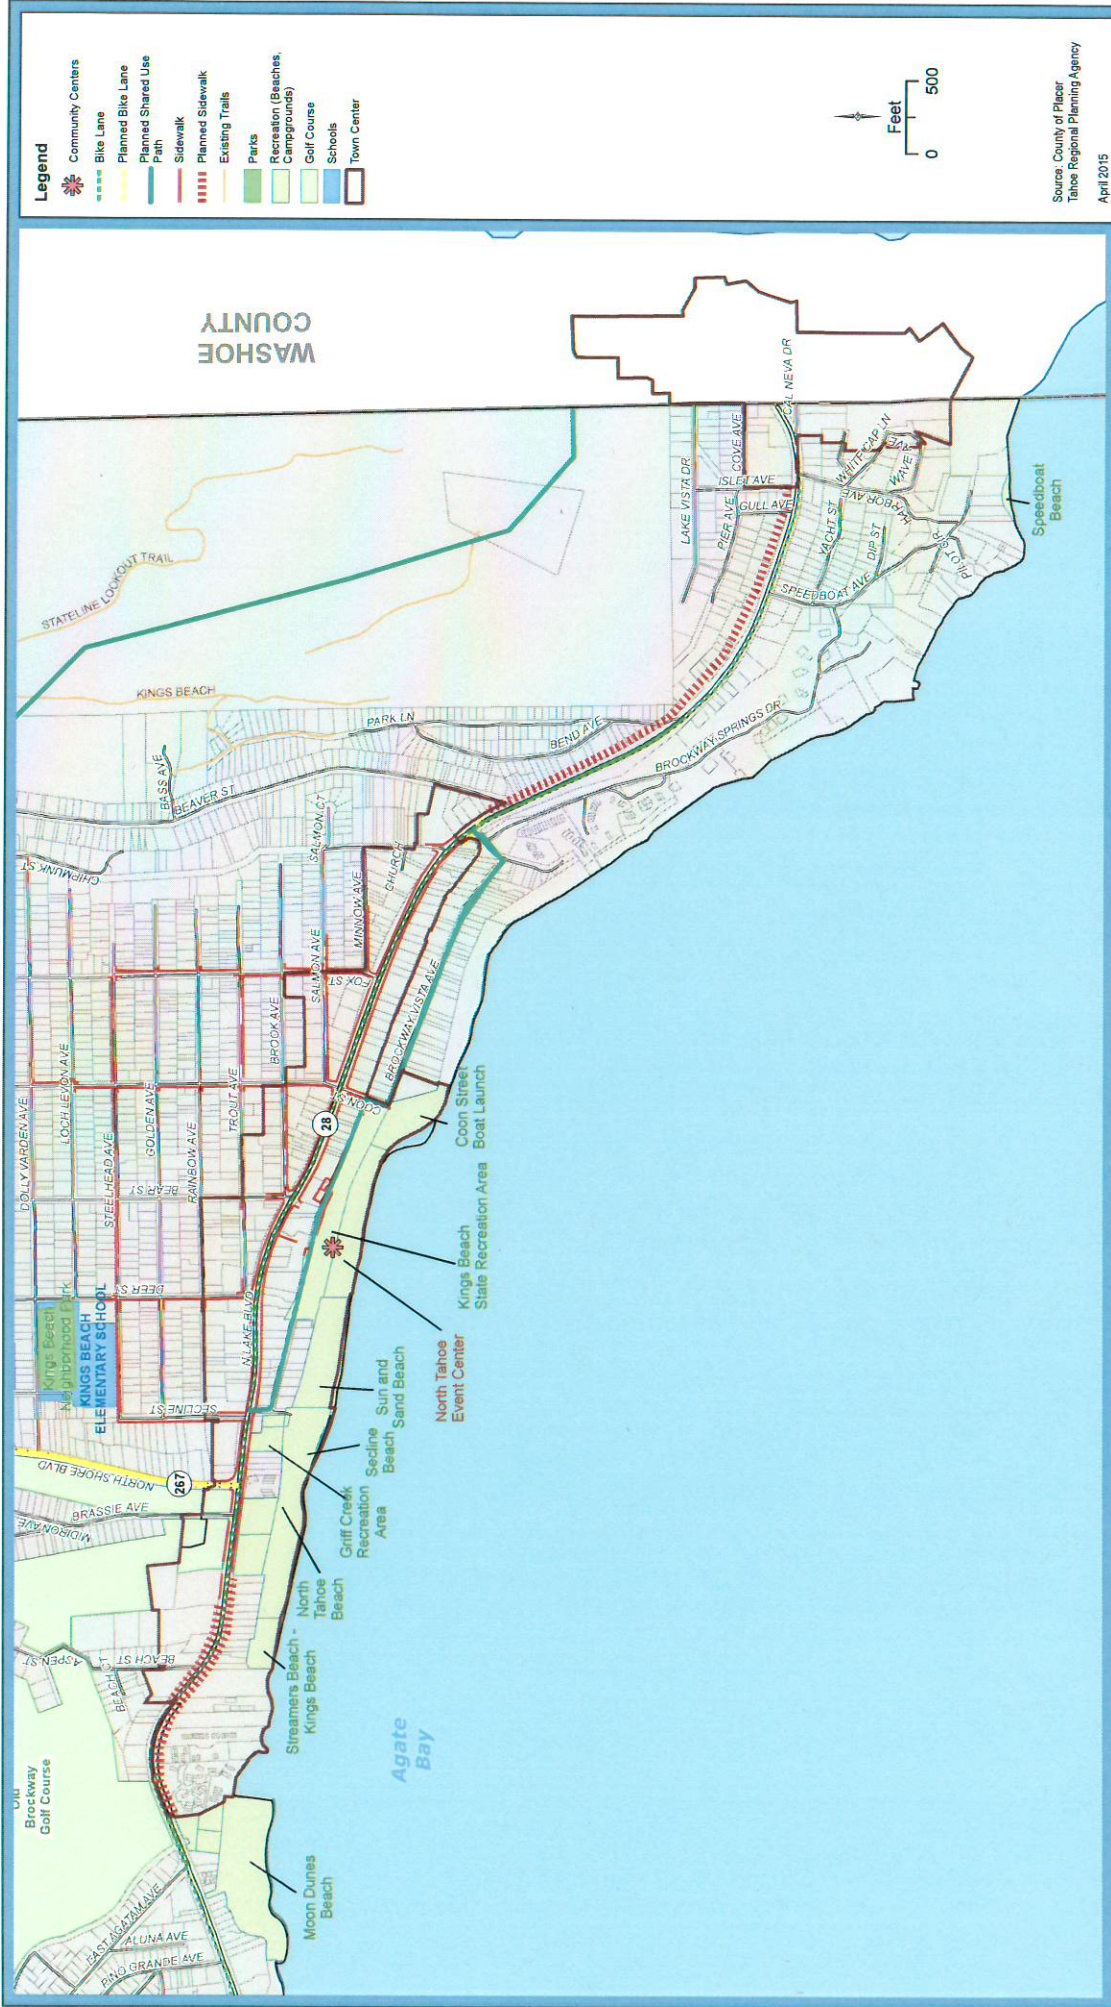 Legend
Community Centers
Bike Lane
Planned Bike Lane
Planned Shared Use
Path
Sidewalk
Planned Sidewalk
Existing Trails
Parks
Recreation (Beaches,
Campgrounds)
Golf Course
Schools
Town Center
Feet
0
500
Source: County of Placer
Tahoe Regional Planning Agency
April 2015
WASHOE
COUNTY
STATELINE LOOKOUT TRAIL
KINGS BEACH
LAKE VISTA DR
COVE AVE
CAL NEVA DR
ISLET AVE
PIER AVE
GULL AVE
WHITE CAP LN
WAVE AVE
HARBOR AVE
YACHT ST
DIP ST
SPEEDBOAT AVE
PILOT CIR
Speedboat
Beach
BROCKWAY SPRINGS DR
BEND AVE
PARK LN
BASS AVE
BEAVER ST
CHIPMUNK ST
SALMON CT
CHURCH
MINNOW AVE
SALMON AVE
FOX ST
BROOK AVE
BROCKWAY VISTA AVE
COON ST
28
DOLLY VARDEN AVE
LOCH LEVON AVE
STEELHEAD AVE
GOLDEN AVE
RAINBOW AVE
TROUT AVE
BEAR ST
DEER ST
N LAKE BLVD
SECLINE ST
Kings Beach
Neighborhood Park
KINGS BEACH
ELEMENTARY SCHOOL
NORTH SHORE BLVD
267
BRASSIE AVE
MIDIRON AVE
Coon Street
Boat Launch
Kings Beach
State Recreation Area
North Tahoe
Event Center
Sun and
Sand Beach
Secline
Beach
Griff Creek
Recreation
Area
North
Tahoe
Beach
Streamers Beach -
Kings Beach
Agate
Bay
Moon Dunes
Beach
ASPEN ST
BEACH CT
BEACH ST
Old
Brockway
Golf Course
EAST AGATAM AVE
ALUNA AVE
PINO GRANDE AVE